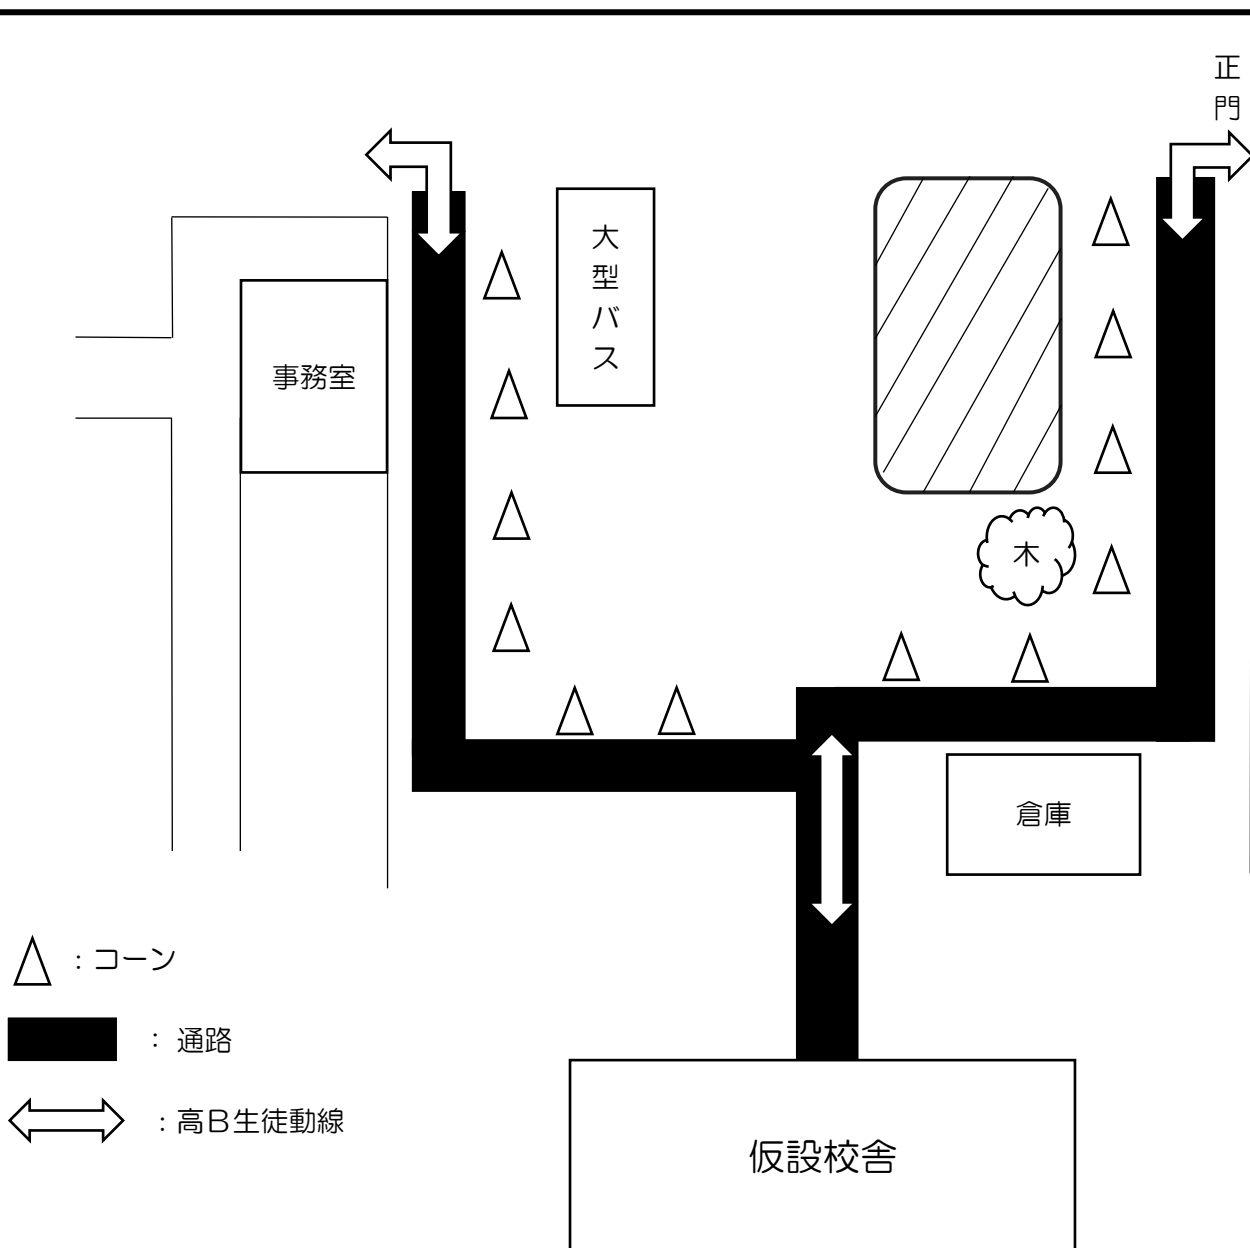 正門
大型バス
事務室
木
倉庫
：コーン
：通路
：高Ｂ生徒動線
仮設校舎